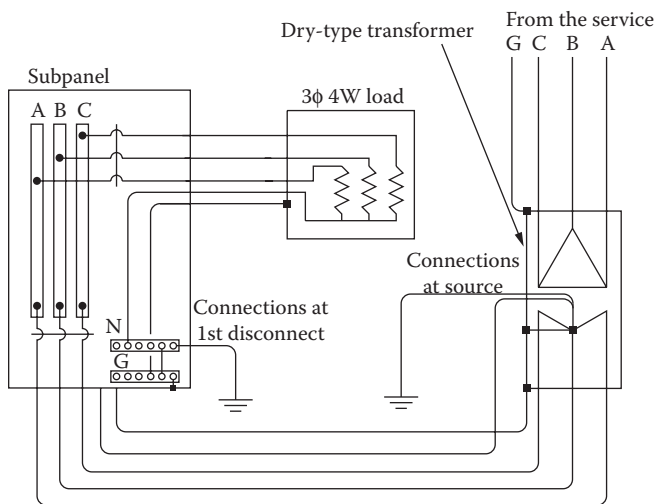 From the service
G C B A
Dry-type transformer
Subpanel
A B C
3ϕ 4W load
Connections
at source
Connections at
1st disconnect
N
G